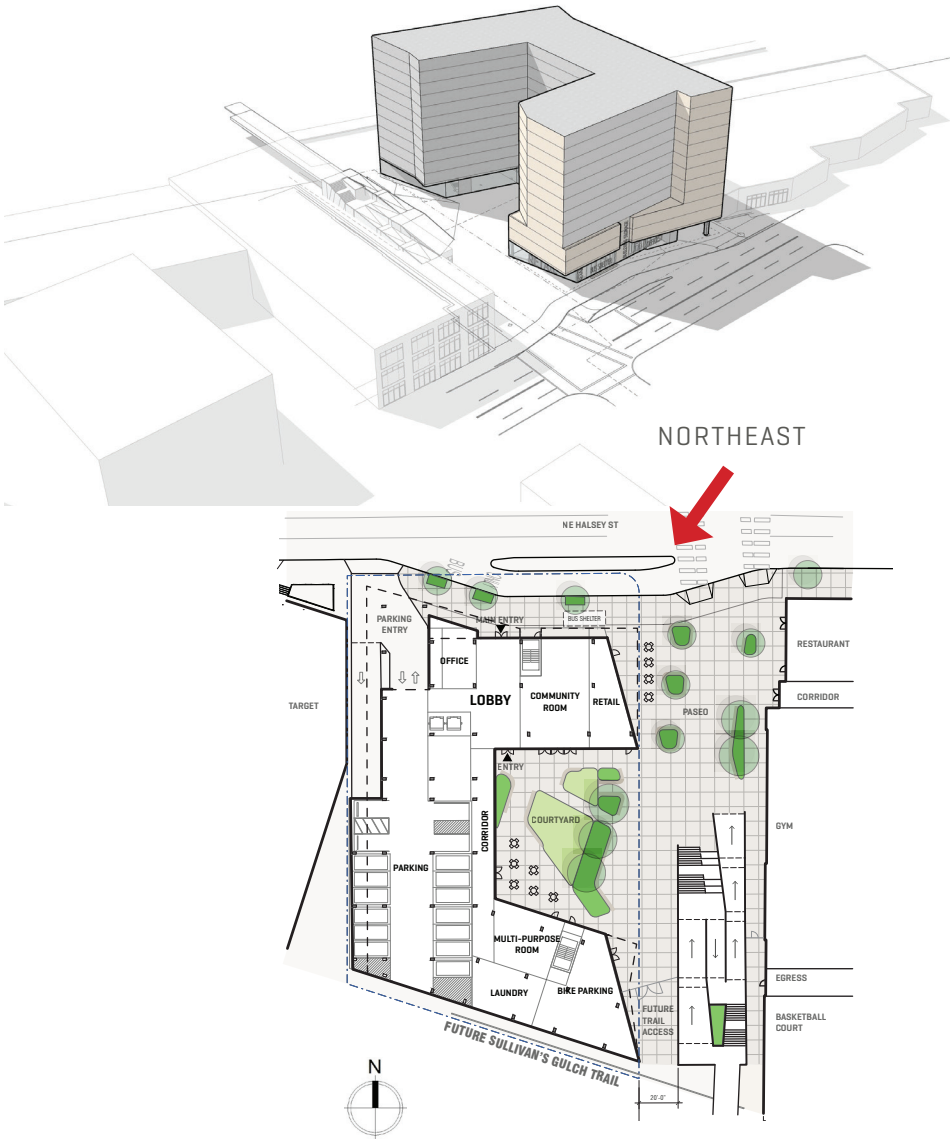 NORTHEAST
NE HALSEY ST
BUS
PARKING
ENTRY
MAIN ENTRY
BUS SHELTER
OFFICE
LOBBY
COMMUNITY
ROOM
RETAIL
RESTAURANT
CORRIDOR
PASEO
TARGET
ENTRY
COURTYARD
CORRIDOR
GYM
PARKING
MULTI-PURPOSE
ROOM
LAUNDRY
BIKE PARKING
EGRESS
FUTURE
TRAIL
ACCESS
BASKETBALL
COURT
FUTURE SULLIVAN'S GULCH TRAIL
N
20'-0"